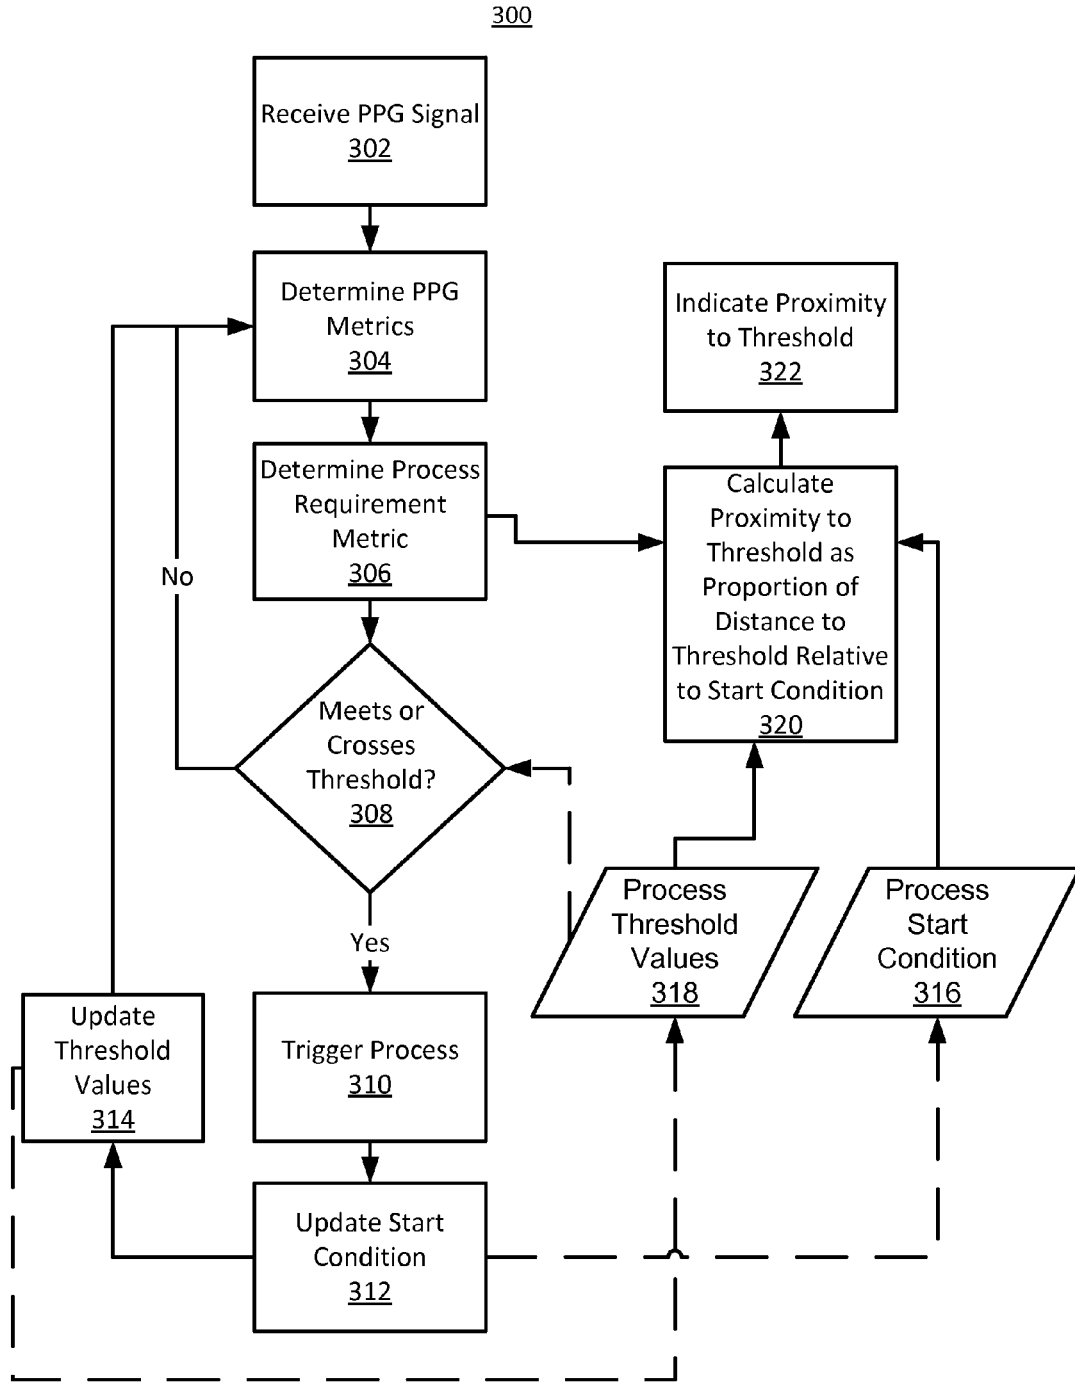 300
Receive PPG Signal
302
Determine PPG
Metrics
304
Indicate Proximity
to Threshold
322
Determine Process
Requirement
Metric
306
Calculate
Proximity to
Threshold as
Proportion of
Distance to
Threshold Relative
to Start Condition
320
No
Meets or
Crosses
Threshold?
308
Process
Threshold
Values
318
Process
Start
Condition
316
Yes
Update
Threshold
Values
314
Trigger Process
310
Update Start
Condition
312